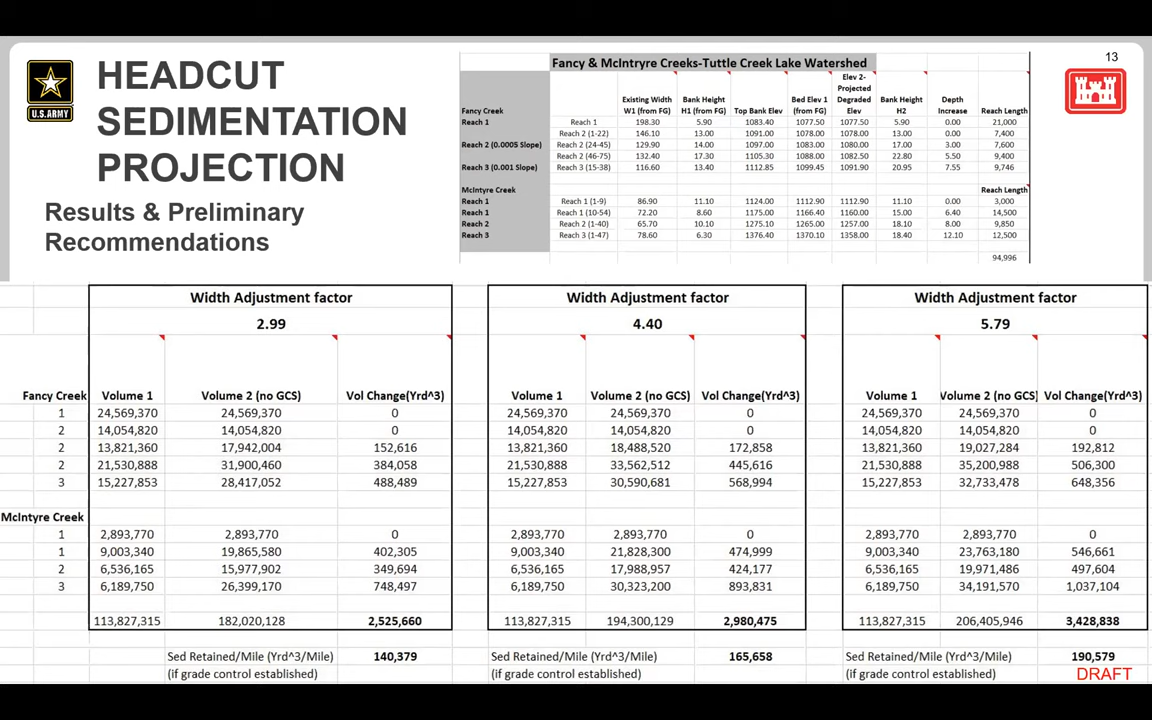 HEADCUT
SEDIMENTATION
PROJECTION
Results & Preliminary
Recommendations
U.S.ARMY
13
Fancy & McIntryre Creeks-Tuttle Creek Lake Watershed
Fancy Creek Existing Width W1 (from FG) Bank Height H1 (from FG) Top Bank Elev Bed Elev 1 (from FG) Elev 2-Projected Degraded Elev Bank Height H2 Depth Increase Reach Length
Reach 1 Reach 1 198.30 5.90 1083.40 1077.50 1077.50 5.90 0.00 21,000
Reach 2 (1-22) 146.10 13.00 1091.00 1078.00 1078.00 13.00 0.00 7,400
Reach 2 (0.0005 Slope) Reach 2 (24-45) 129.90 14.00 1097.00 1083.00 1080.00 17.00 3.00 7,600
Reach 2 (46-75) 132.40 17.30 1105.30 1088.00 1082.50 22.80 5.50 9,400
Reach 3 (0.001 Slope) Reach 3 (15-38) 116.60 13.40 1112.85 1099.45 1091.90 20.95 7.55 9,746
McIntyre Creek Reach Length
Reach 1 Reach 1 (1-9) 86.90 11.10 1124.00 1112.90 1112.90 11.10 0.00 3,000
Reach 1 Reach 1 (10-54) 72.20 8.60 1175.00 1166.40 1160.00 15.00 6.40 14,500
Reach 2 Reach 2 (1-40) 65.70 10.10 1275.10 1265.00 1257.00 18.10 8.00 9,850
Reach 3 Reach 3 (1-47) 78.60 6.30 1376.40 1370.10 1358.00 18.40 12.10 12,500
94,996
Width Adjustment factor Width Adjustment factor Width Adjustment factor
2.99 4.40 5.79
Fancy Creek Volume 1 Volume 2 (no GCS) Vol Change(Yrd^3) Volume 1 Volume 2 (no GCS) Vol Change(Yrd^3) Volume 1 Volume 2 (no GCS) Vol Change(Yrd^3)
1 24,569,370 24,569,370 0 24,569,370 24,569,370 0 24,569,370 24,569,370 0
2 14,054,820 14,054,820 0 14,054,820 14,054,820 0 14,054,820 14,054,820 0
2 13,821,360 17,942,004 152,616 13,821,360 18,488,520 172,858 13,821,360 19,027,284 192,812
2 21,530,888 31,900,460 384,058 21,530,888 33,562,512 445,616 21,530,888 35,200,988 506,300
3 15,227,853 28,417,052 488,489 15,227,853 30,590,681 568,994 15,227,853 32,733,478 648,356
McIntyre Creek
1 2,893,770 2,893,770 0 2,893,770 2,893,770 0 2,893,770 2,893,770 0
1 9,003,340 19,865,580 402,305 9,003,340 21,828,300 474,999 9,003,340 23,763,180 546,661
2 6,536,165 15,977,902 349,694 6,536,165 17,988,957 424,177 6,536,165 19,971,486 497,604
3 6,189,750 26,399,170 748,497 6,189,750 30,323,200 893,831 6,189,750 34,191,570 1,037,104
113,827,315 182,020,128 2,525,660 113,827,315 194,300,129 2,980,475 113,827,315 206,405,946 3,428,838
Sed Retained/Mile (Yrd^3/Mile) 140,379 Sed Retained/Mile (Yrd^3/Mile) 165,658 Sed Retained/Mile (Yrd^3/Mile) 190,579
(if grade control established) (if grade control established) (if grade control established)
DRAFT